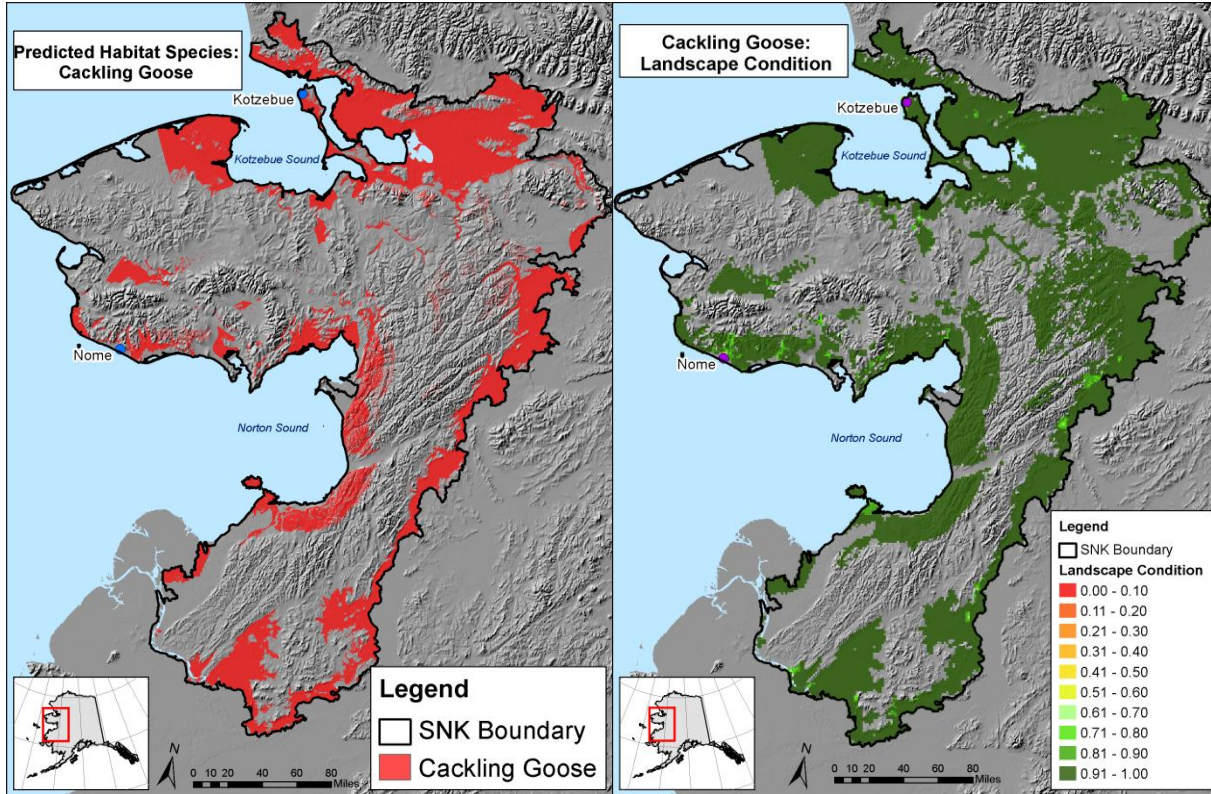 Predicted Habitat Species:
Cackling Goose
Kotzebue
Kotzebue Sound
Nome
Norton Sound
Legend
SNK Boundary
Cackling Goose
N
0 10 20 40 60 80
Miles
Cackling Goose:
Landscape Condition
Kotzebue
Kotzebue Sound
Nome
Norton Sound
Legend
SNK Boundary
Landscape Condition
0.00 - 0.10
0.11 - 0.20
0.21 - 0.30
0.31 - 0.40
0.41 - 0.50
0.51 - 0.60
0.61 - 0.70
0.71 - 0.80
0.81 - 0.90
0.91 - 1.00
N
0 10 20 40 60 80
Miles